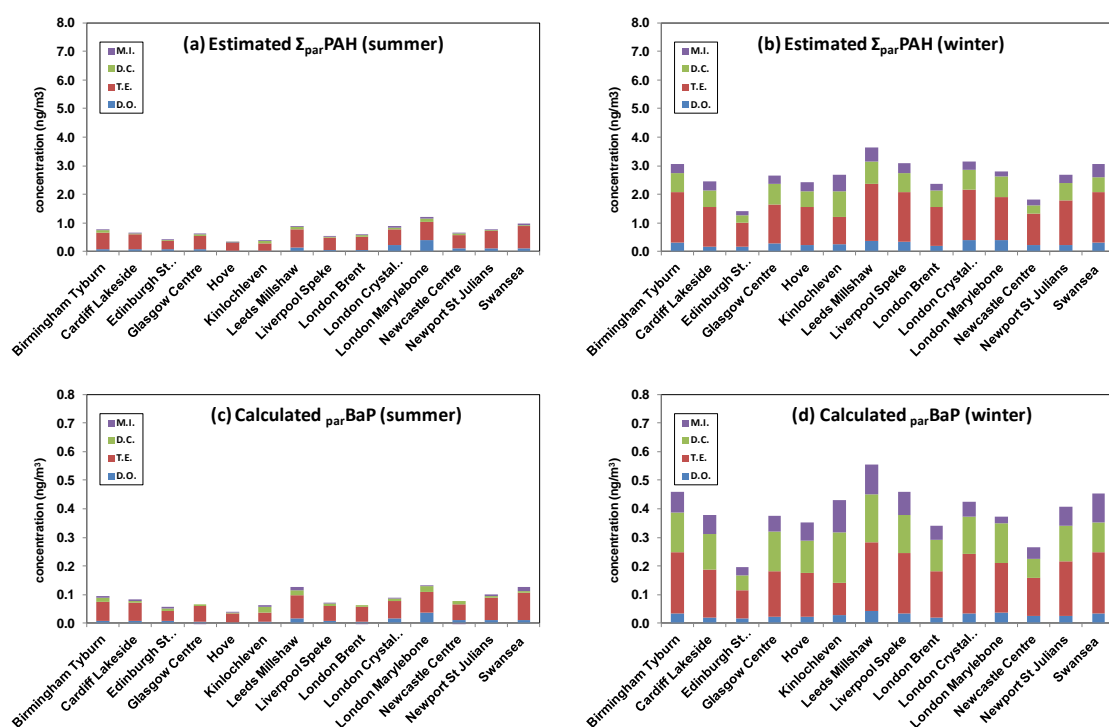 (a) Estimated ΣparPAH (summer)
concentration (ng/m3)
8.0
7.0
6.0
5.0
4.0
3.0
2.0
1.0
0.0
M.I.
D.C.
T.E.
D.O.
Birmingham Tyburn
Cardiff Lakeside
Edinburgh St..
Glasgow Centre
Hove
Kinlochleven
Leeds Millshaw
Liverpool Speke
London Brent
London Crystal..
London Marylebone
Newcastle Centre
Newport St Julians
Swansea
(b) Estimated ΣparPAH (winter)
concentration (ng/m3)
8.0
7.0
6.0
5.0
4.0
3.0
2.0
1.0
0.0
M.I.
D.C.
T.E.
D.O.
Birmingham Tyburn
Cardiff Lakeside
Edinburgh St..
Glasgow Centre
Hove
Kinlochleven
Leeds Millshaw
Liverpool Speke
London Brent
London Crystal..
London Marylebone
Newcastle Centre
Newport St Julians
Swansea
(c) Calculated parBaP (summer)
concentration (ng/m³)
0.8
0.7
0.6
0.5
0.4
0.3
0.2
0.1
0.0
M.I.
D.C.
T.E.
D.O.
Birmingham Tyburn
Cardiff Lakeside
Edinburgh St..
Glasgow Centre
Hove
Kinlochleven
Leeds Millshaw
Liverpool Speke
London Brent
London Crystal..
London Marylebone
Newcastle Centre
Newport St Julians
Swansea
(d) Calculated parBaP (winter)
concentration (ng/m³)
0.8
0.7
0.6
0.5
0.4
0.3
0.2
0.1
0.0
M.I.
D.C.
T.E.
D.O.
Birmingham Tyburn
Cardiff Lakeside
Edinburgh St..
Glasgow Centre
Hove
Kinlochleven
Leeds Millshaw
Liverpool Speke
London Brent
London Crystal..
London Marylebone
Newcastle Centre
Newport St Julians
Swansea